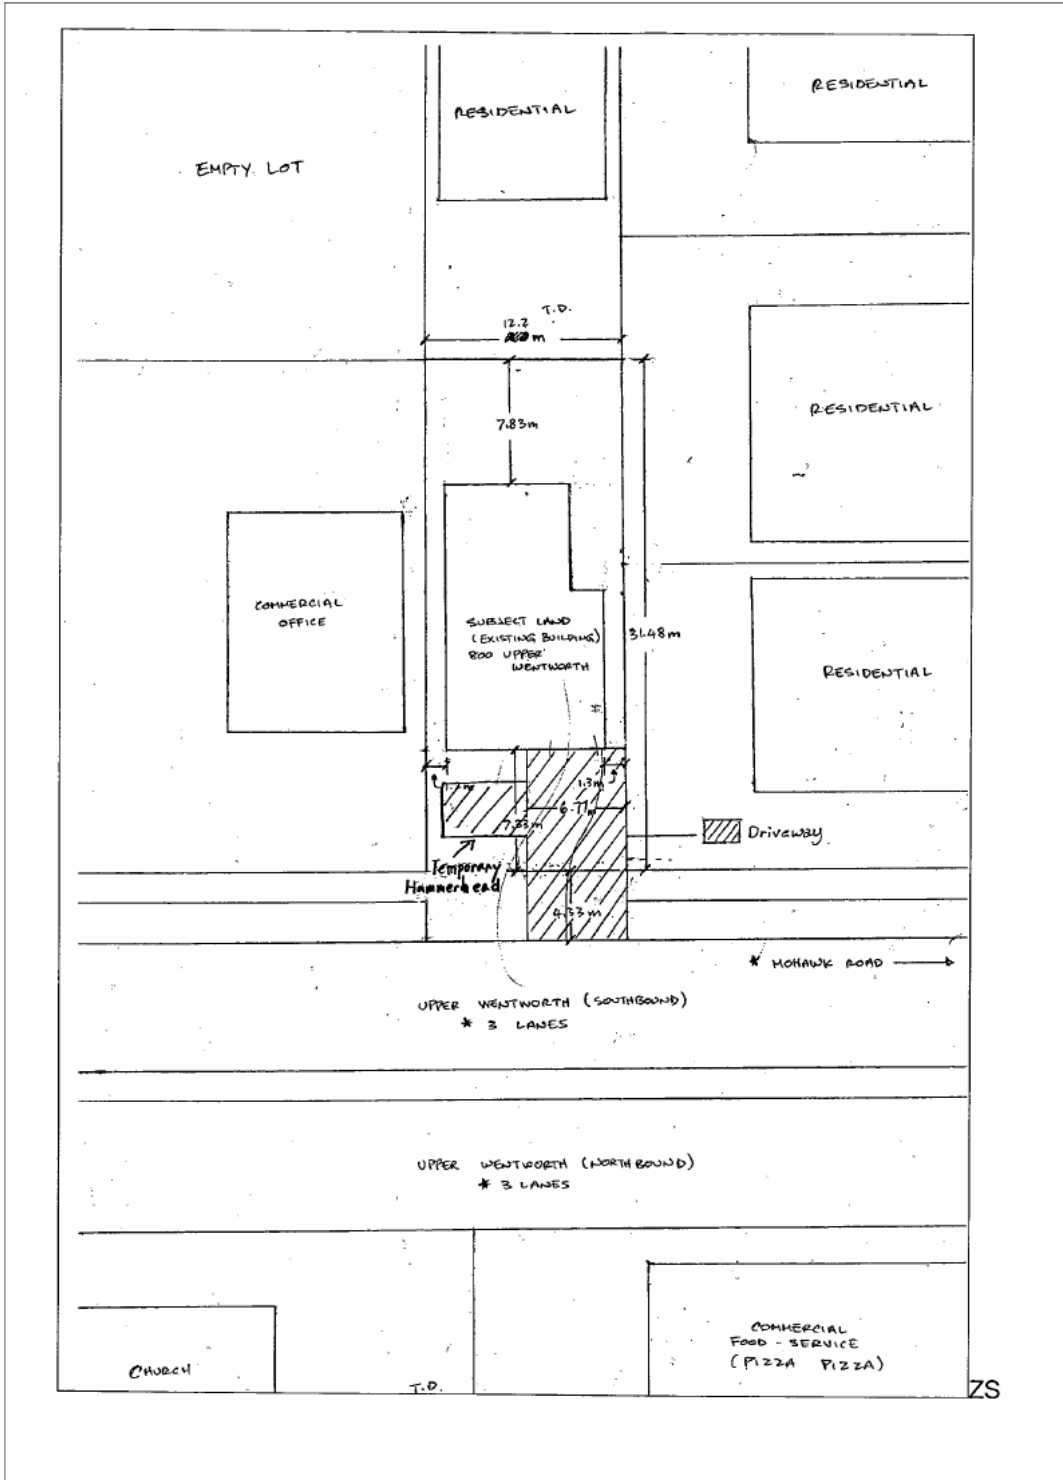 RESIDENTIAL
RESIDENTIAL
EMPTY LOT
T.D.
12.2
m
7.83m
RESIDENTIAL
COMMERCIAL
OFFICE
SUBJECT LAND
(EXISTING BUILDING)
800 UPPER
WENTWORTH
31.48m
RESIDENTIAL
1.3m
6.77m
7.33m
Driveway
Temporary
Hammerhead
4.33m
* MOHAWK ROAD
UPPER WENTWORTH (SOUTHBOUND)
* 3 LANES
UPPER WENTWORTH (NORTHBOUND)
* 3 LANES
COMMERCIAL
FOOD - SERVICE
(PIZZA PIZZA)
CHURCH
T.D.
ZS